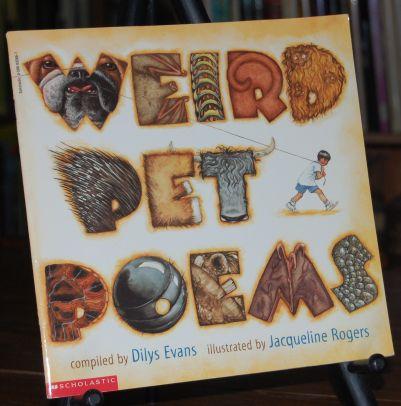 WEIRD
PET
POEMS
compiled by Dilys Evans illustrated by Jacqueline Rogers
SCHOLASTIC